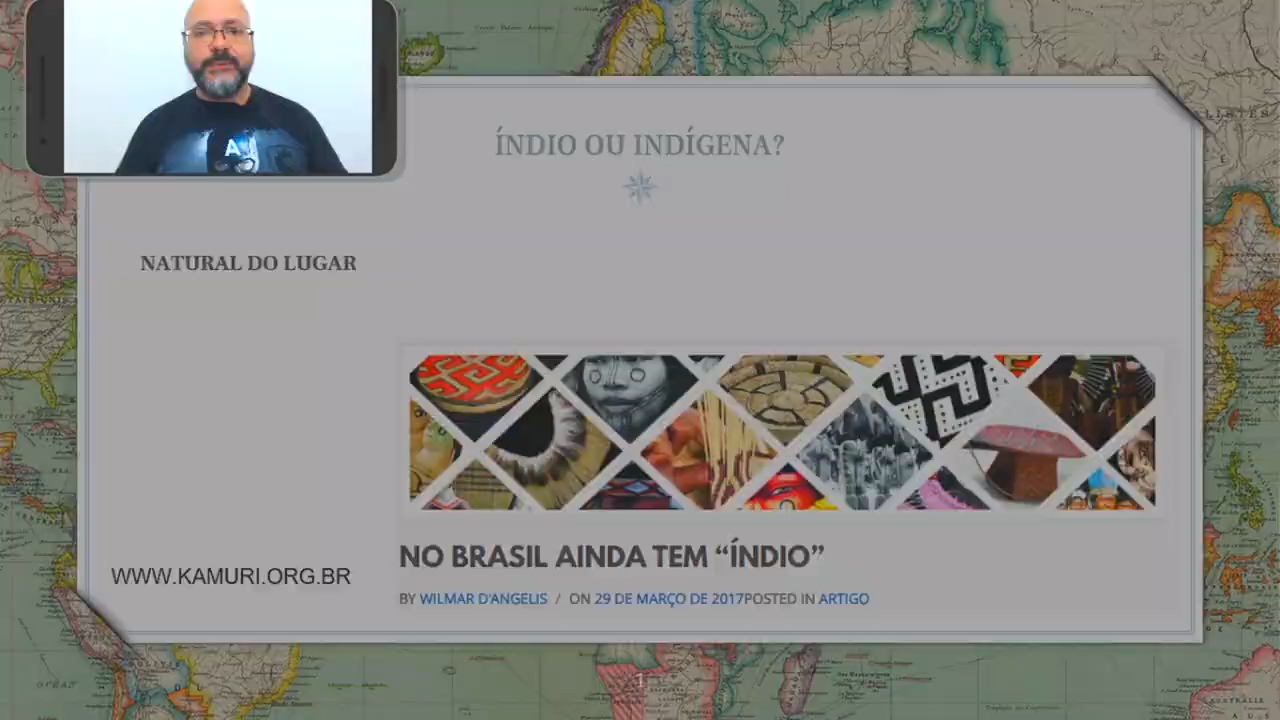 ÍNDIO OU INDÍGENA?
NATURAL DO LUGAR
NO BRASIL AINDA TEM “ÍNDIO”
WWW.KAMURI.ORG.BR
BY WILMAR D'ANGELIS / ON 29 DE MARÇO DE 2017POSTED IN ARTIGO
1